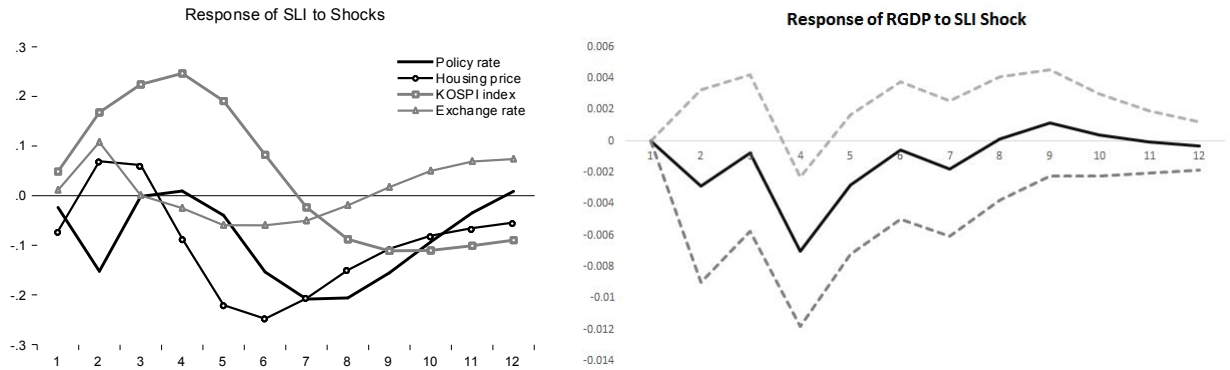 Response of SLI to Shocks
.3
.2
.1
.0
-.1
-.2
-.3
1 2 3 4 5 6 7 8 9 10 11 12
Policy rate
Housing price
KOSPI index
Exchange rate
Response of RGDP to SLI Shock
0.006
0.004
0.002
0
-0.002
-0.004
-0.006
-0.008
-0.01
-0.012
-0.014
1 2 3 4 5 6 7 8 9 10 11 12